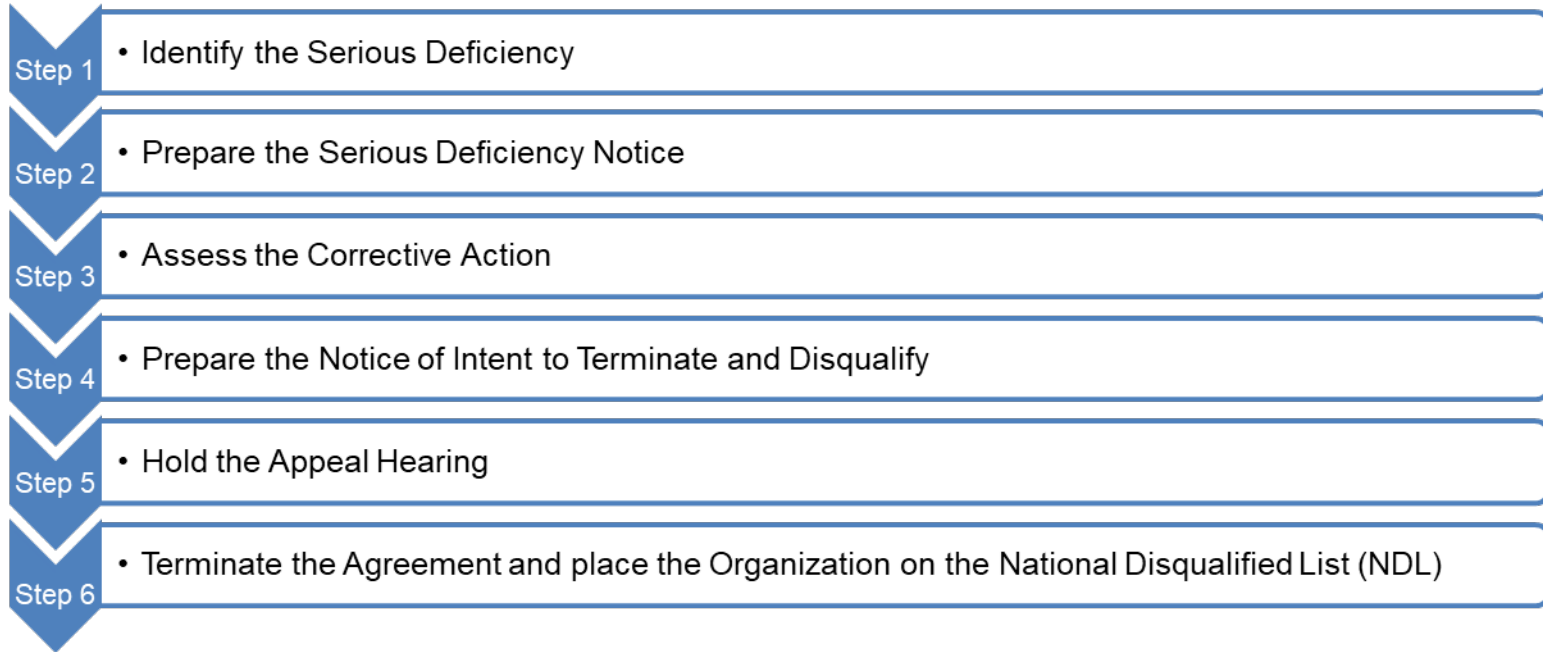 Step 1
• Identify the Serious Deficiency
Step 2
• Prepare the Serious Deficiency Notice
Step 3
• Assess the Corrective Action
Step 4
• Prepare the Notice of Intent to Terminate and Disqualify
Step 5
• Hold the Appeal Hearing
Step 6
• Terminate the Agreement and place the Organization on the National Disqualified List (NDL)